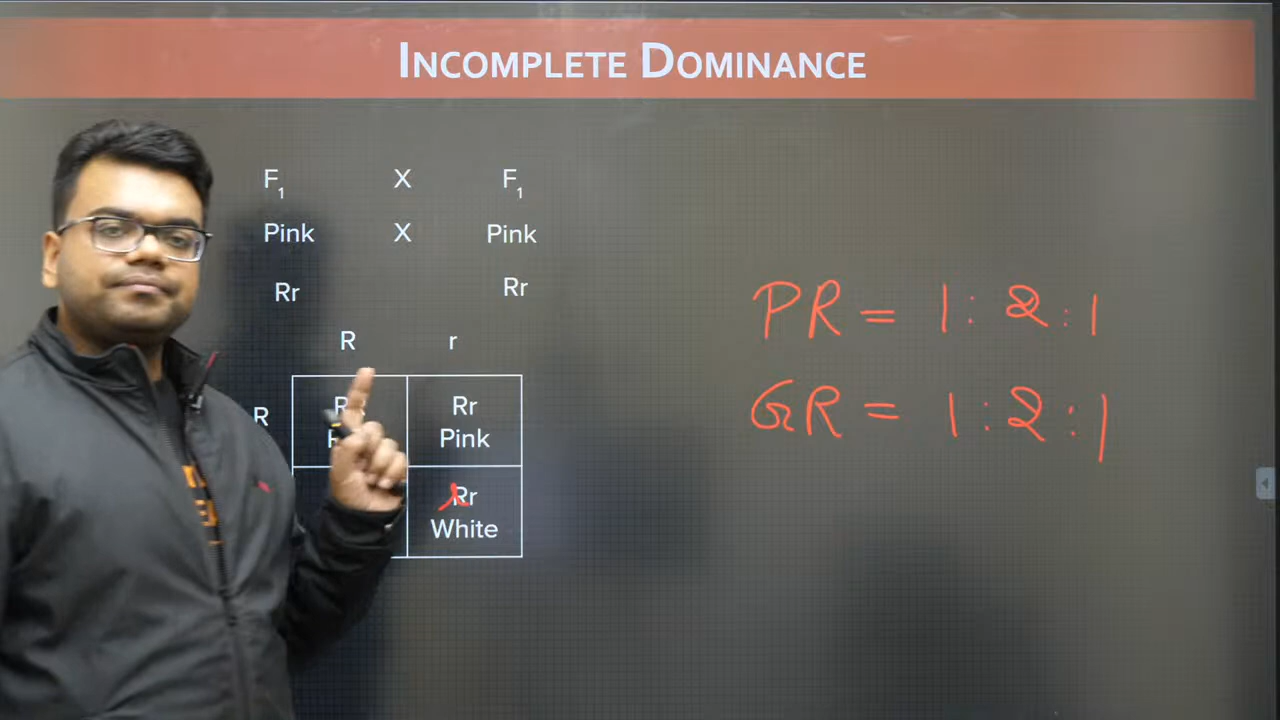 INCOMPLETE DOMINANCE
F1 X F1
Pink X Pink
Rr Rr
R r
R Rr
Pink
Rr
White
PR = 1:2:1
GR = 1:2:1